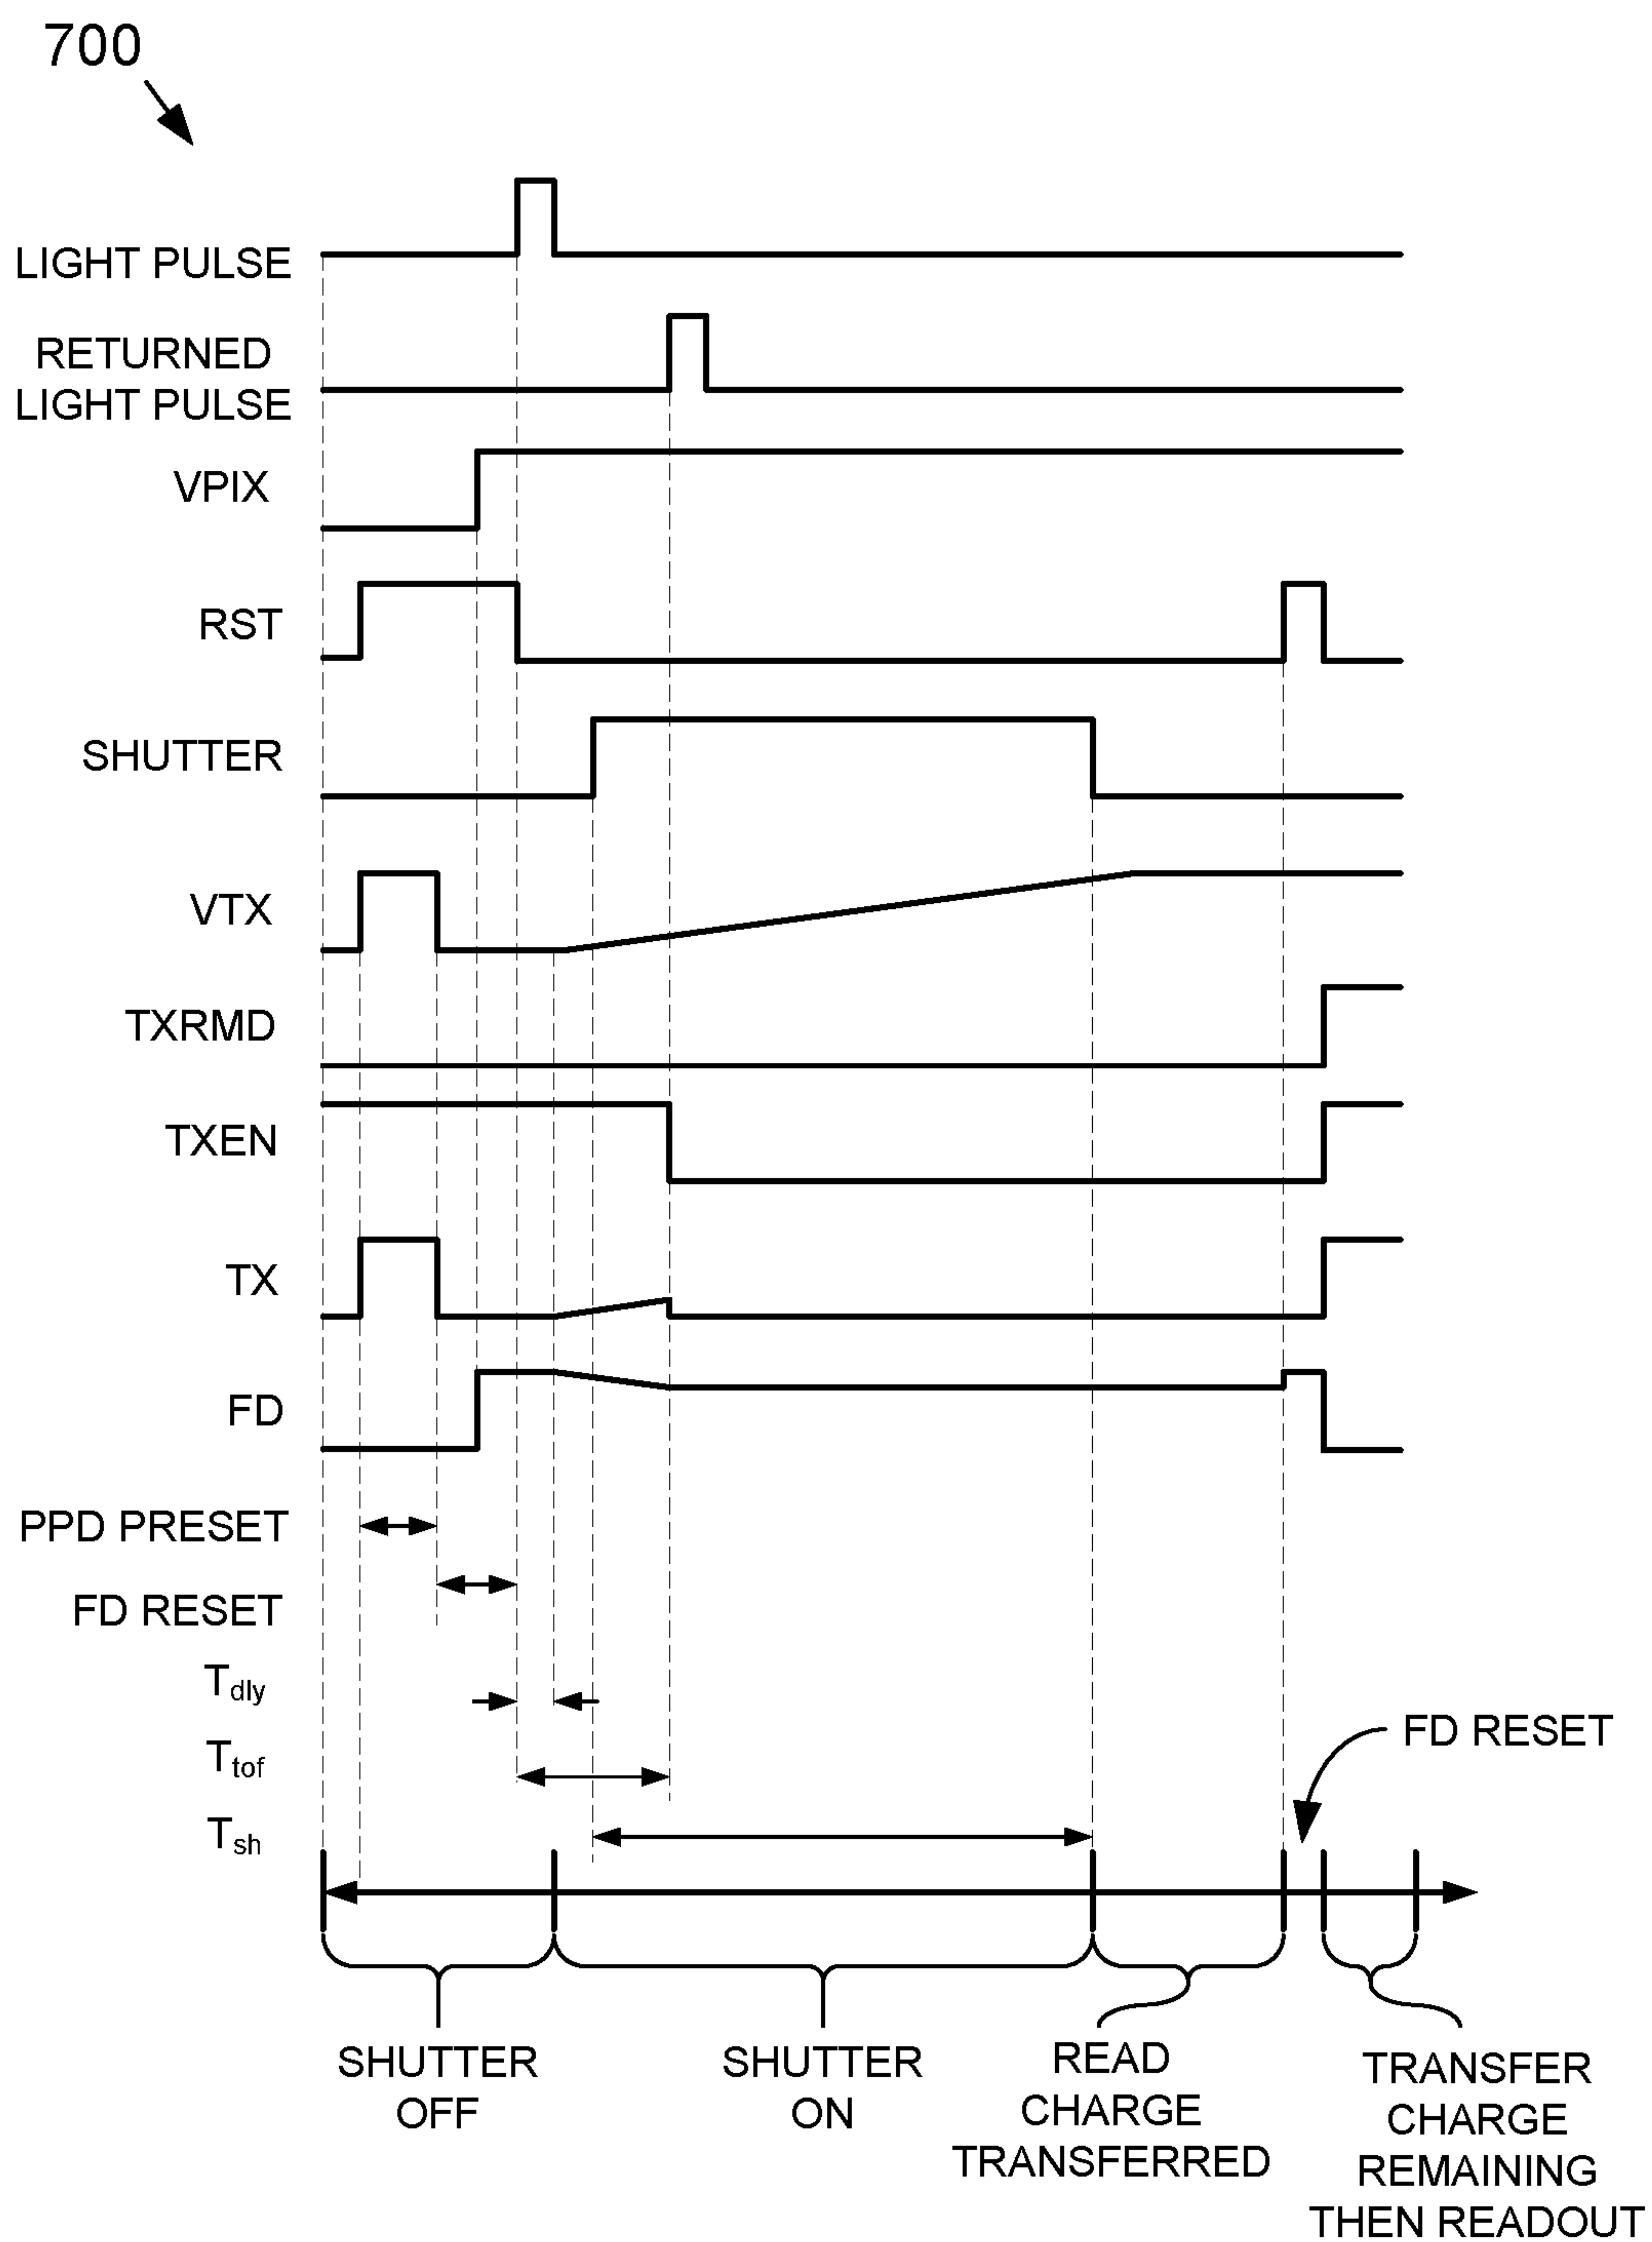 700
LIGHT PULSE
RETURNED
LIGHT PULSE
VPIX
RST
SHUTTER
VTX
TXRMD
TXEN
TX
FD
PPD PRESET
FD RESET
Tdly
Ttof
FD RESET
Tsh
SHUTTER
OFF
SHUTTER
ON
READ
CHARGE
TRANSFERRED
TRANSFER
CHARGE
REMAINING
THEN READOUT